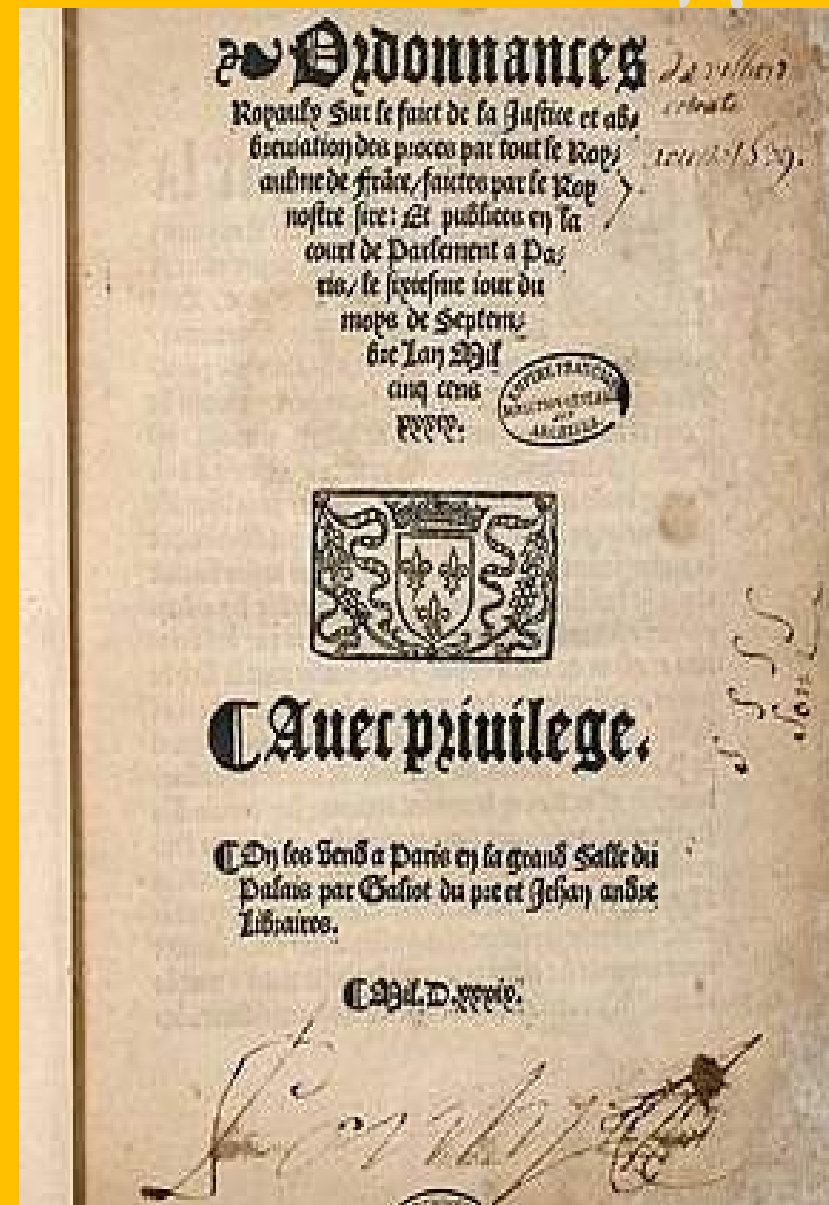 Ordonnances
Royaulx Sur le faict de la Justice et ab/
breuiation des proces par tout le Roy/
aulme de frãce/faictes par le Roy
nostre sire: Et publiees en la
court de Parlement a Pa/
ris/ le sixiesme iour du
moys de Septem/
bre Lan Mil
cinq cens
xxxix.
EMPIRE FRANÇAIS
ARCHIVES
Auec priuilege.
On les vend a Paris en la grand Salle du
Palais par Galiot du pre et Jehan andre
Libraires.
Mil. D. xxxix.